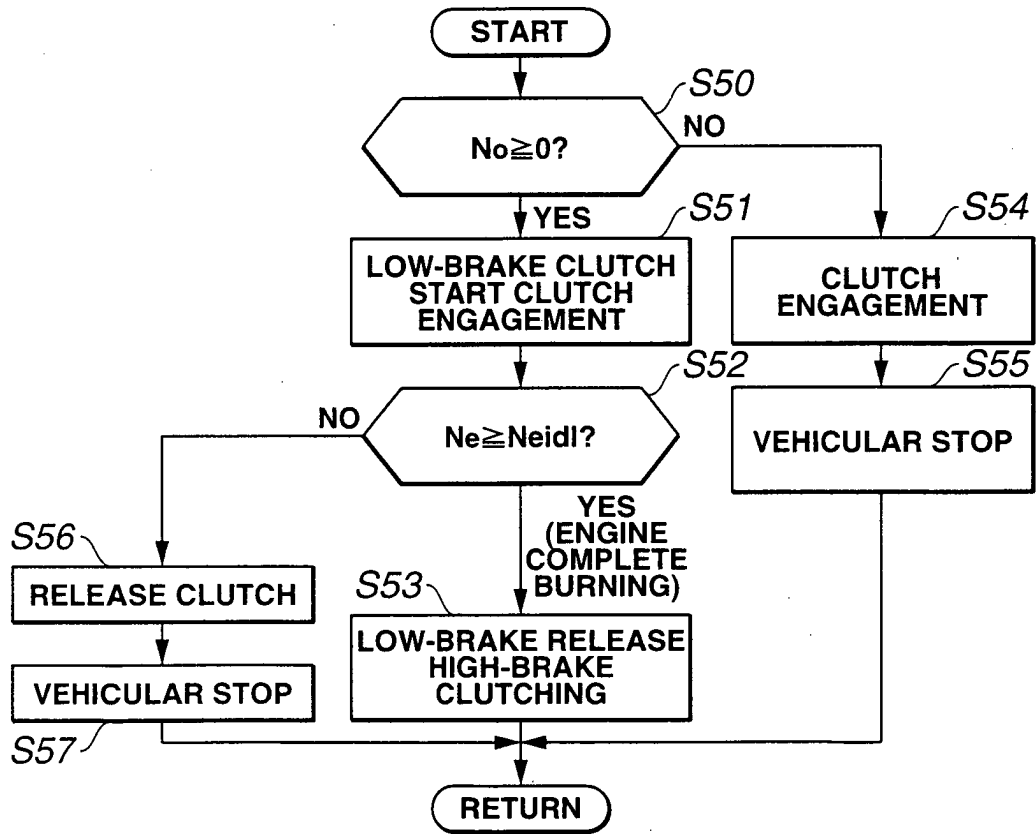 START
S50
No≧0?
NO
YES
S51
LOW-BRAKE CLUTCH
START CLUTCH
ENGAGEMENT
S54
CLUTCH
ENGAGEMENT
S52
Ne≧Neidl?
NO
S55
VEHICULAR STOP
YES
(ENGINE
COMPLETE
BURNING)
S56
RELEASE CLUTCH
S53
LOW-BRAKE RELEASE
HIGH-BRAKE
CLUTCHING
VEHICULAR STOP
S57
RETURN